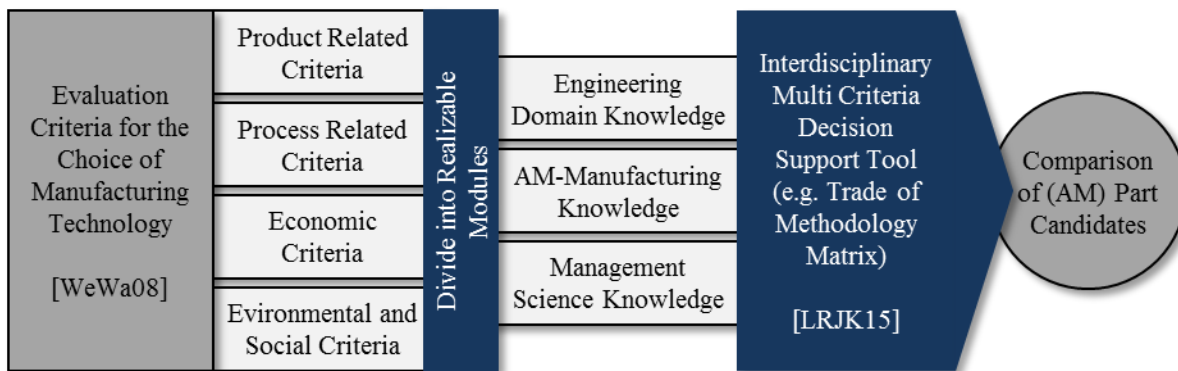 Evaluation
Criteria for the
Choice of
Manufacturing
Technology
[WeWa08]
Product Related
Criteria
Process Related
Criteria
Economic
Criteria
Evironmental and
Social Criteria
Divide into Realizable
Modules
Engineering
Domain Knowledge
AM-Manufacturing
Knowledge
Management
Science Knowledge
Interdisciplinary
Multi Criteria
Decision
Support Tool
(e.g. Trade of
Methodology
Matrix)
[LRJK15]
Comparison
of (AM) Part
Candidates